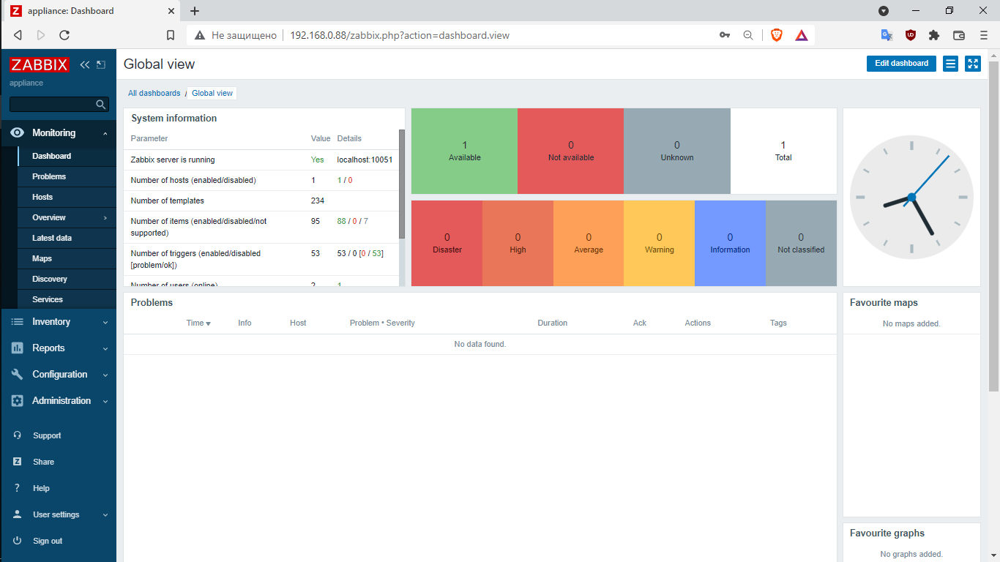 appliance: Dashboard
Не защищено
192.168.0.88/zabbix.php?action=dashboard.view
ZABBIX
appliance
Monitoring
Dashboard
Problems
Hosts
Overview
Latest data
Maps
Discovery
Services
Inventory
Reports
Configuration
Administration
Support
Share
Help
User settings
Sign out
Global view
Edit dashboard
All dashboards / Global view
System information
Parameter Value Details
Zabbix server is running Yes localhost:10051
Number of hosts (enabled/disabled) 1 1 / 0
Number of templates 234
Number of items (enabled/disabled/not 95 88 / 0 / 7
supported)
Number of triggers (enabled/disabled 53 53 / 0 [0 / 53]
[problem/ok])
Number of users (online) 2 1
1 0 0 1
Available Not available Unknown Total
0 0 0 0 0 0
Disaster High Average Warning Information Not classified
Problems
Time Info Host Problem • Severity Duration Ack Actions Tags
No data found.
Favourite maps
No maps added.
Favourite graphs
No graphs added.